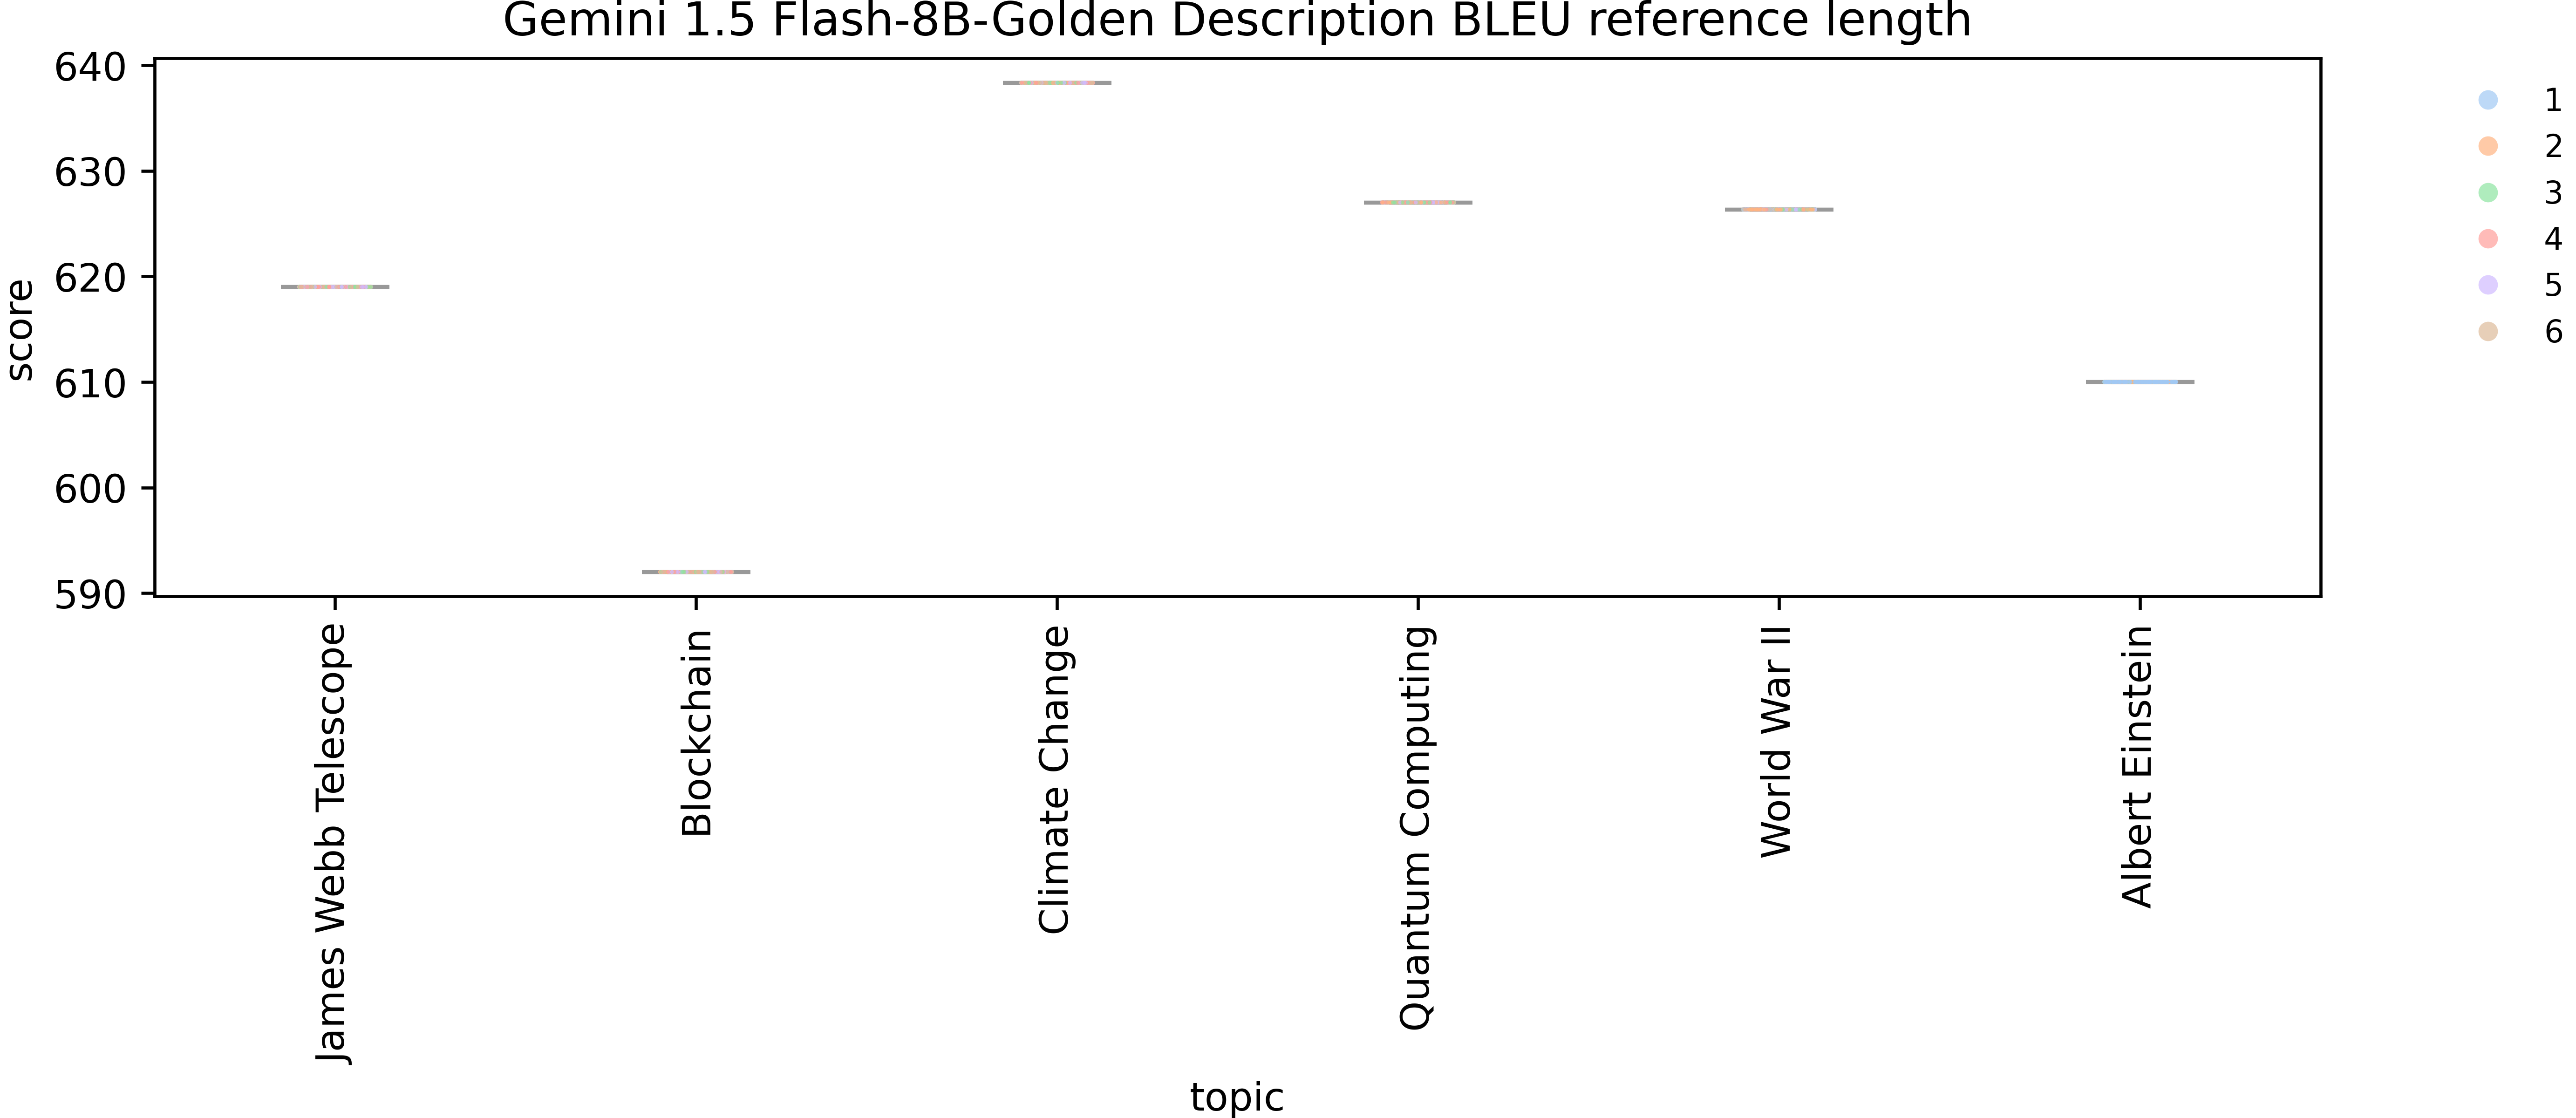 Gemini 1.5 Flash-8B-Golden Description BLEU reference length
score
640
630
620
610
600
590
James Webb Telescope
Blockchain
Climate Change
Quantum Computing
World War II
Albert Einstein
topic
1
2
3
4
5
6